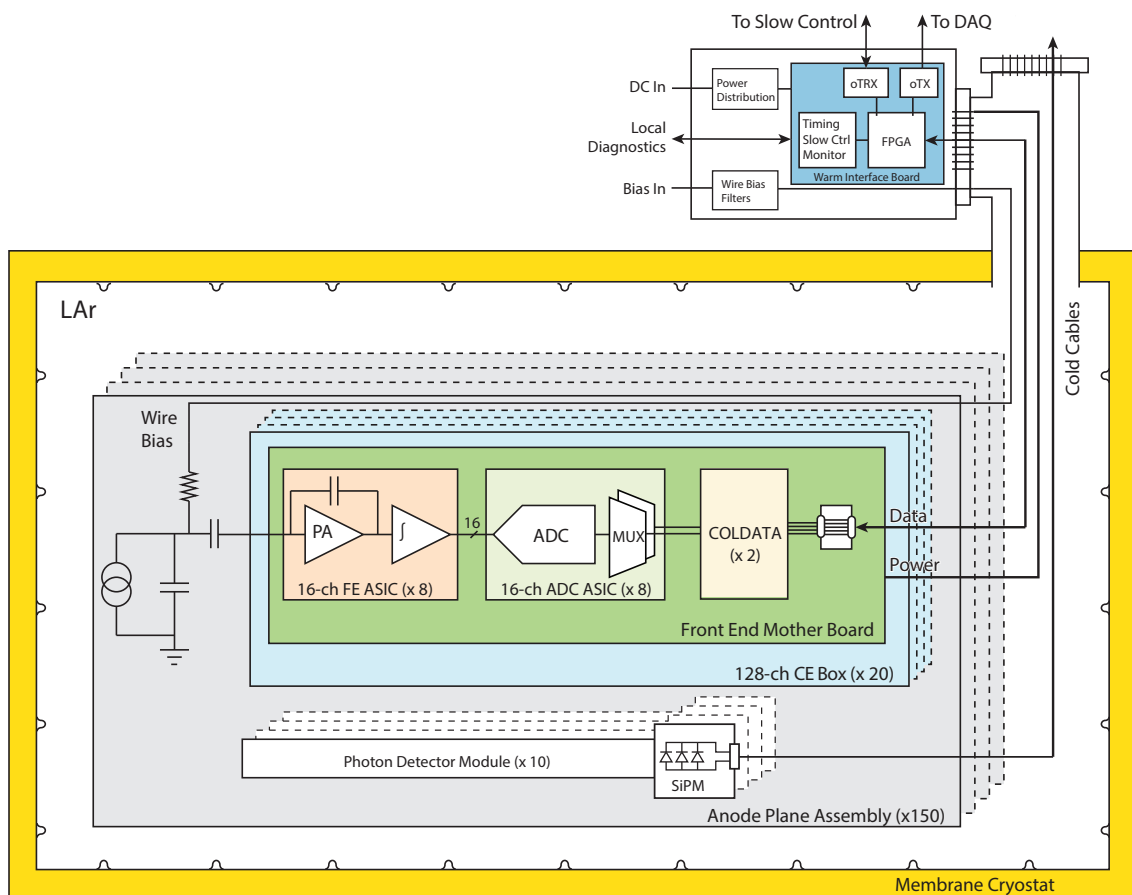 To Slow Control
To DAQ
DC In
Power
Distribution
oTRX
oTX
Local
Diagnostics
Timing
Slow Ctrl
Monitor
FPGA
Warm Interface Board
Bias In
Wire Bias
Filters
LAr
Cold Cables
Wire
Bias
PA
∫
16
ADC
MUX
COLDATA
(x 2)
Data
Power
16-ch FE ASIC (x 8)
16-ch ADC ASIC (x 8)
Front End Mother Board
128-ch CE Box (x 20)
Photon Detector Module (x 10)
SiPM
Anode Plane Assembly (x150)
Membrane Cryostat